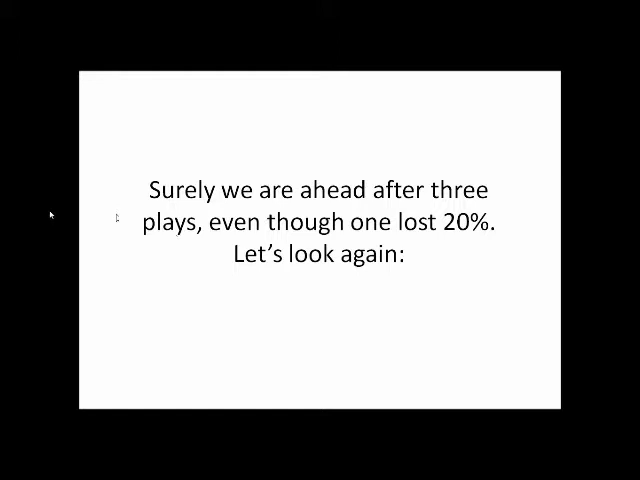 Surely we are ahead after three
plays, even though one lost 20%.
Let’s look again: